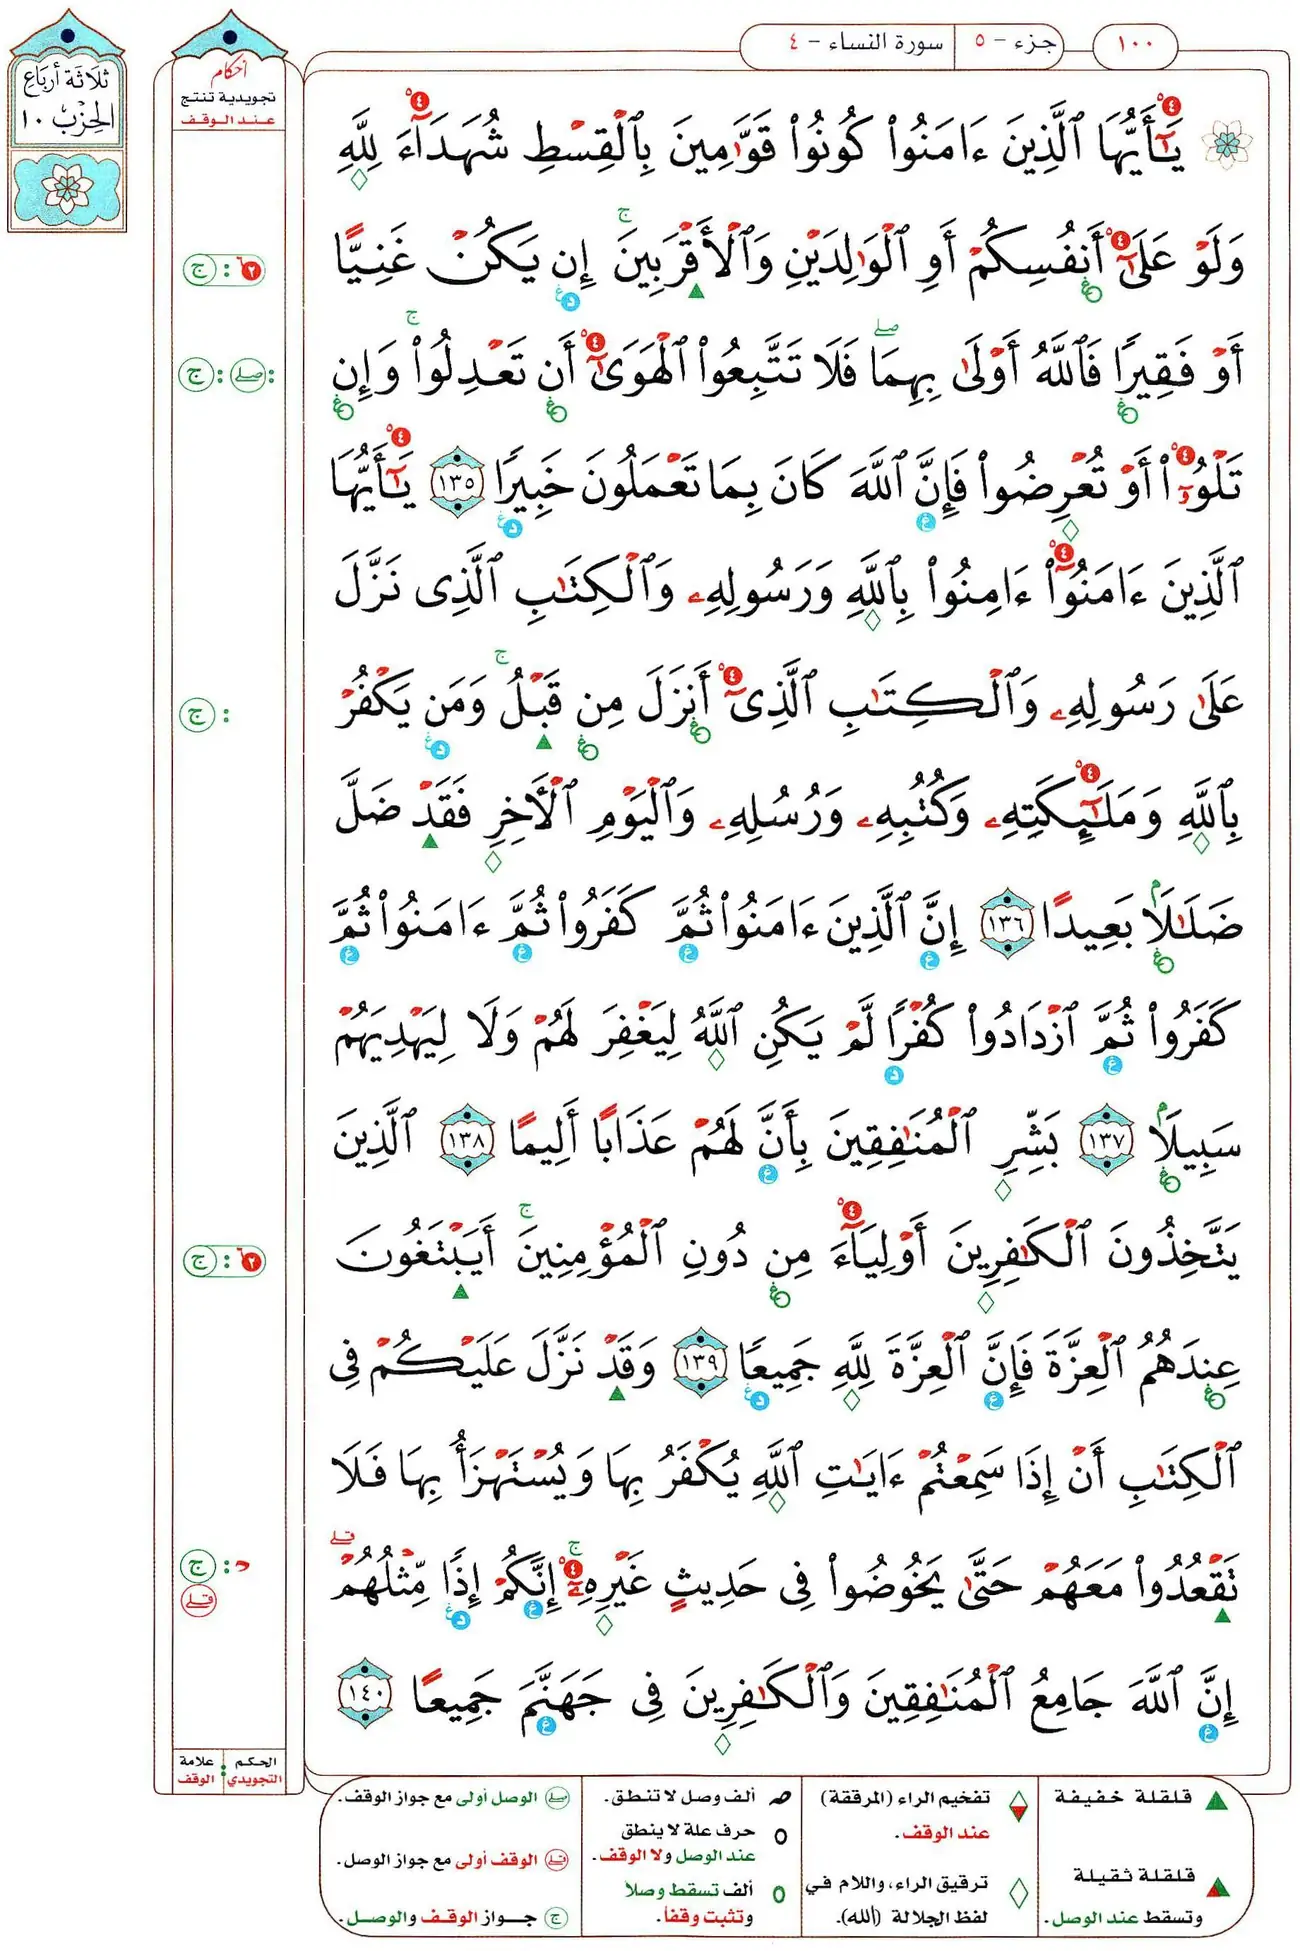 ١٠٠
جزء - ٥
سورة النساء - ٤
ثلاثة أرباع
الحزب ١٠
أحكام
تجويدية تنتج
عند الوقف
يَٰٓأَيُّهَا ٱلَّذِينَ ءَامَنُوا۟ كُونُوا۟ قَوَّٰمِينَ بِٱلْقِسْطِ شُهَدَآءَ لِلَّهِ
وَلَوْ عَلَىٰٓ أَنفُسِكُمْ أَوِ ٱلْوَٰلِدَيْنِ وَٱلْأَقْرَبِينَ ۚ إِن يَكُنْ غَنِيًّا
أَوْ فَقِيرًا فَٱللَّهُ أَوْلَىٰ بِهِمَا ۖ فَلَا تَتَّبِعُوا۟ ٱلْهَوَىٰٓ أَن تَعْدِلُوا۟ ۚ وَإِن
تَلْوُۥٓا۟ أَوْ تُعْرِضُوا۟ فَإِنَّ ٱللَّهَ كَانَ بِمَا تَعْمَلُونَ خَبِيرًا ١٣٥ يَٰٓأَيُّهَا
ٱلَّذِينَ ءَامَنُوٓا۟ ءَامِنُوا۟ بِٱللَّهِ وَرَسُولِهِۦ وَٱلْكِتَٰبِ ٱلَّذِى نَزَّلَ
عَلَىٰ رَسُولِهِۦ وَٱلْكِتَٰبِ ٱلَّذِىٓ أَنزَلَ مِن قَبْلُ ۚ وَمَن يَكْفُرْ
بِٱللَّهِ وَمَلَٰٓئِكَتِهِۦ وَكُتُبِهِۦ وَرُسُلِهِۦ وَٱلْيَوْمِ ٱلْءَاخِرِ فَقَدْ ضَلَّ
ضَلَٰلًۢا بَعِيدًا ١٣٦ إِنَّ ٱلَّذِينَ ءَامَنُوا۟ ثُمَّ كَفَرُوا۟ ثُمَّ ءَامَنُوا۟ ثُمَّ
كَفَرُوا۟ ثُمَّ ٱزْدَادُوا۟ كُفْرًا لَّمْ يَكُنِ ٱللَّهُ لِيَغْفِرَ لَهُمْ وَلَا لِيَهْدِيَهُمْ
سَبِيلًۢا ١٣٧ بَشِّرِ ٱلْمُنَٰفِقِينَ بِأَنَّ لَهُمْ عَذَابًا أَلِيمًا ١٣٨ ٱلَّذِينَ
يَتَّخِذُونَ ٱلْكَٰفِرِينَ أَوْلِيَآءَ مِن دُونِ ٱلْمُؤْمِنِينَ ۚ أَيَبْتَغُونَ
عِندَهُمُ ٱلْعِزَّةَ فَإِنَّ ٱلْعِزَّةَ لِلَّهِ جَمِيعًا ١٣٩ وَقَدْ نَزَّلَ عَلَيْكُمْ فِى
ٱلْكِتَٰبِ أَنْ إِذَا سَمِعْتُمْ ءَايَٰتِ ٱللَّهِ يُكْفَرُ بِهَا وَيُسْتَهْزَأُ بِهَا فَلَا
تَقْعُدُوا۟ مَعَهُمْ حَتَّىٰ يَخُوضُوا۟ فِى حَدِيثٍ غَيْرِهِۦٓ ۚ إِنَّكُمْ إِذًا مِّثْلُهُمْ ۗ
إِنَّ ٱللَّهَ جَامِعُ ٱلْمُنَٰفِقِينَ وَٱلْكَٰفِرِينَ فِى جَهَنَّمَ جَمِيعًا ١٤٠
الحكم التجويدي : علامة الوقف
قلقلة خفيفة
قلقلة ثقيلة
وتسقط عند الوصل.
تفخيم الراء (المرققة)
عند الوقف.
ترقيق الراء، واللام في
لفظ الجلالة (الله).
ألف وصل لا تنطق.
حرف علة لا ينطق
عند الوصل ولا الوقف.
ألف تسقط وصلاً
وتثبت وقفاً.
الوصل أولى مع جواز الوقف.
الوقف أولى مع جواز الوصل.
جواز الوقف والوصل.